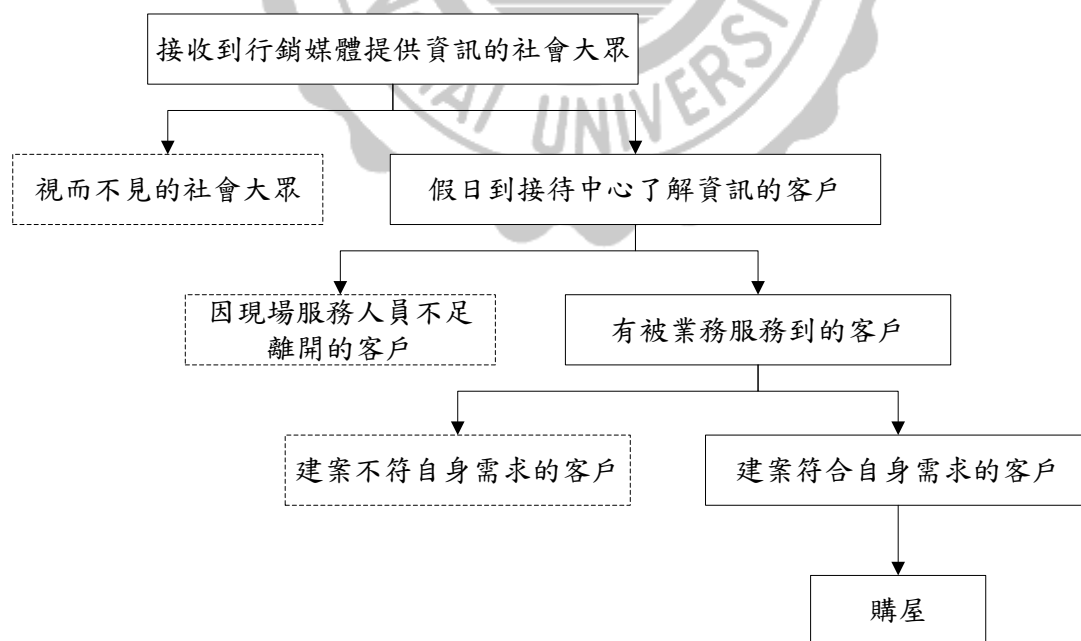 接收到行銷媒體提供資訊的社會大眾
視而不見的社會大眾
假日到接待中心了解資訊的客戶
因現場服務人員不足
離開的客戶
有被業務服務到的客戶
建案不符自身需求的客戶
建案符合自身需求的客戶
購屋